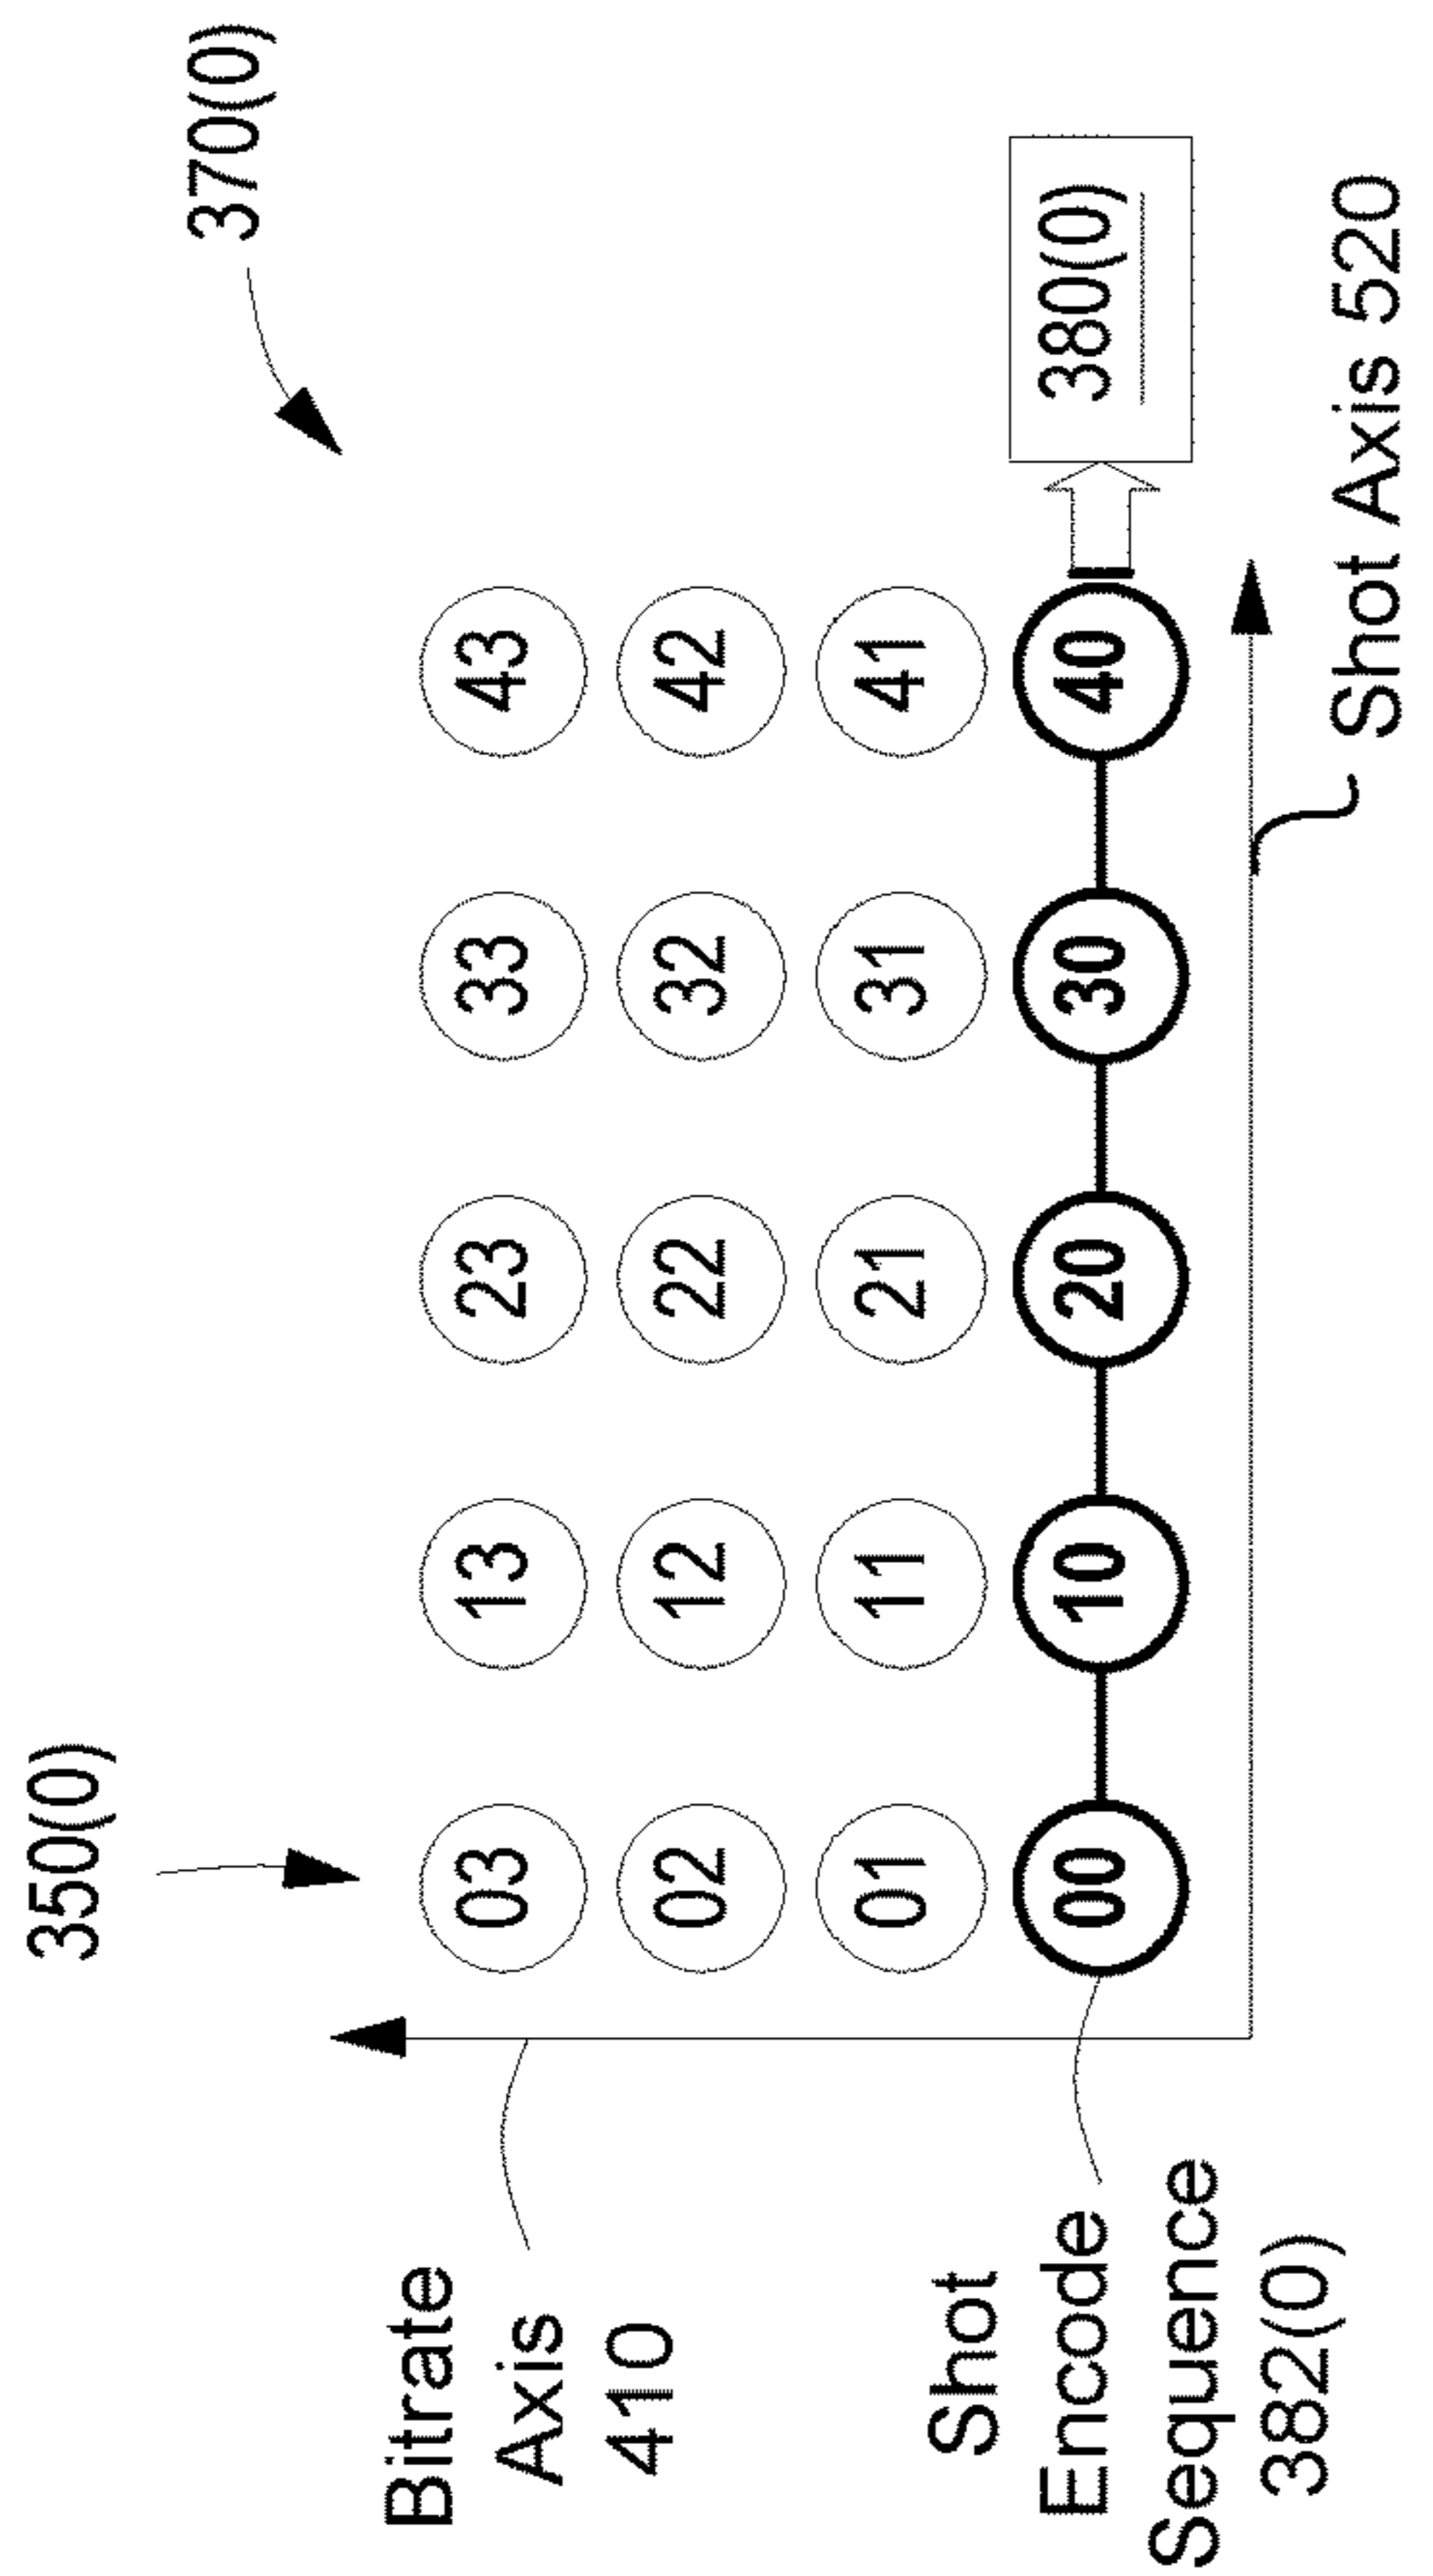 370(0)
350(0)
03 13 23 33 43
02 12 22 32 42
01 11 21 31 41
00 10 20 30 40
380(0)
Bitrate
Axis
410
Shot
Encode
Sequence
382(0)
Shot Axis 520